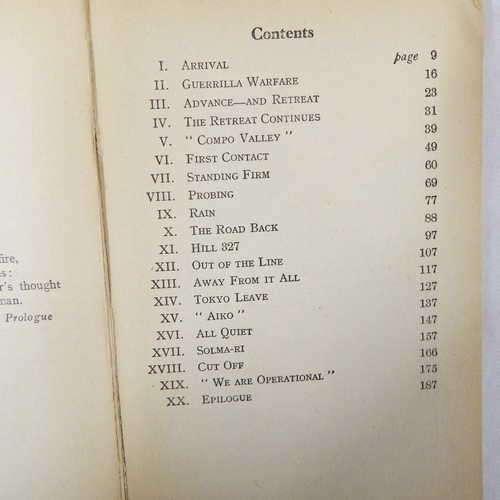 fire,
s:
r's thought
man.
Prologue
Contents
I. ARRIVAL page 9
II. GUERRILLA WARFARE 16
III. ADVANCE—AND RETREAT 23
IV. THE RETREAT CONTINUES 31
V. " COMPO VALLEY " 39
VI. FIRST CONTACT 49
VII. STANDING FIRM 60
VIII. PROBING 69
IX. RAIN 77
X. THE ROAD BACK 88
XI. HILL 327 97
XII. OUT OF THE LINE 107
XIII. AWAY FROM IT ALL 117
XIV. TOKYO LEAVE 127
XV. " AIKO " 137
XVI. ALL QUIET 147
XVII. SOLMA-RI 157
XVIII. CUT OFF 166
XIX. " WE ARE OPERATIONAL " 175
XX. EPILOGUE 187